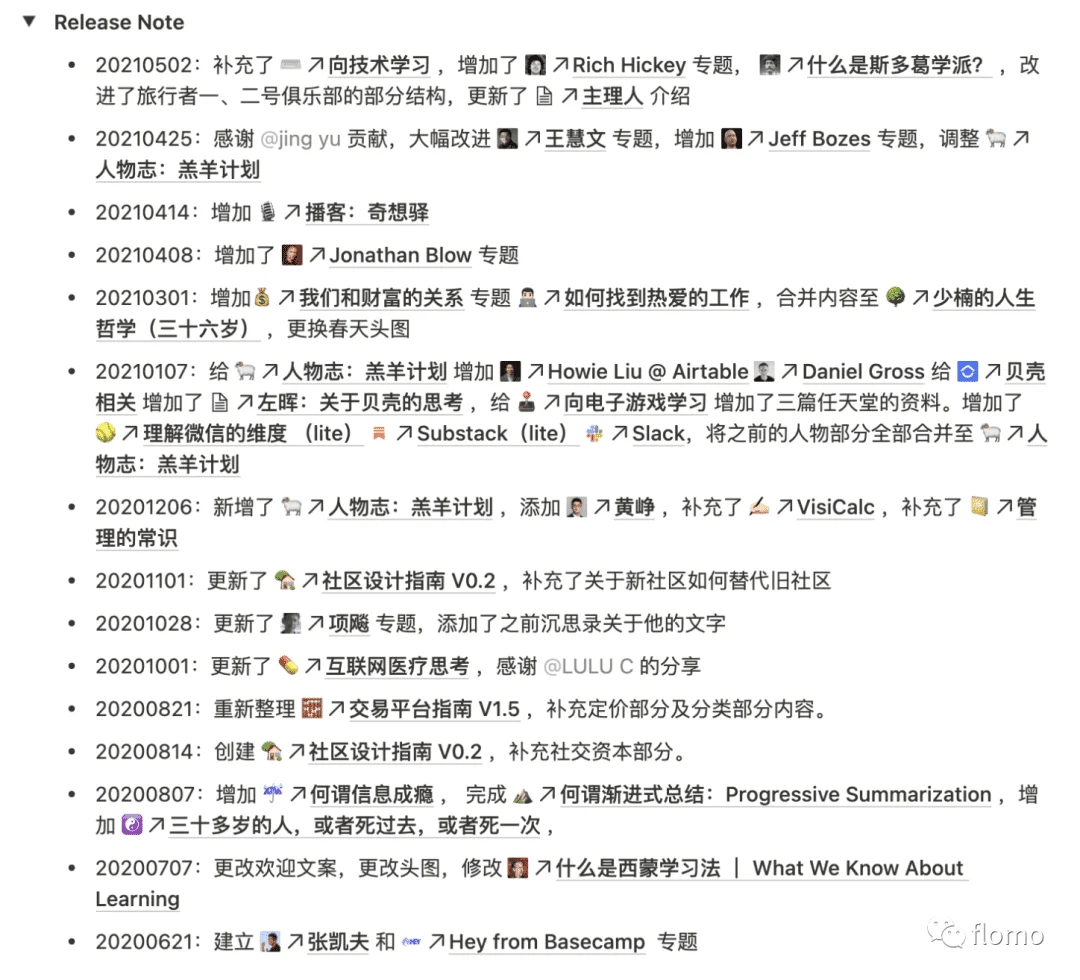 Release Note
20210502：补充了 向技术学习 ，增加了 Rich Hickey 专题， 什么是斯多葛学派？ ，改
进了旅行者一、二号俱乐部的部分结构，更新了 主理人 介绍
20210425：感谢 @jing yu 贡献，大幅改进 王慧文 专题，增加 Jeff Bozes 专题，调整
人物志：羔羊计划
20210414：增加 播客：奇想驿
20210408：增加了 Jonathan Blow 专题
20210301：增加 我们和财富的关系 专题 如何找到热爱的工作 ，合并内容至 少楠的人生
哲学（三十六岁） ，更换春天头图
20210107：给 人物志：羔羊计划 增加 Howie Liu @ Airtable Daniel Gross 给 贝壳
相关 增加了 左晖：关于贝壳的思考 ，给 向电子游戏学习 增加了三篇任天堂的资料。增加了
理解微信的维度 （lite） Substack（lite） Slack，将之前的人物部分全部合并至 人
物志：羔羊计划
20201206：新增了 人物志：羔羊计划 ，添加 黄峥 ，补充了 VisiCalc ，补充了 管
理的常识
20201101：更新了 社区设计指南 V0.2 ，补充了关于新社区如何替代旧社区
20201028：更新了 项飚 专题，添加了之前沉思录关于他的文字
20201001：更新了 互联网医疗思考 ，感谢 @LULU C 的分享
20200821：重新整理 交易平台指南 V1.5 ，补充定价部分及分类部分内容。
20200814：创建 社区设计指南 V0.2 ，补充社交资本部分。
20200807：增加 何谓信息成瘾 ， 完成 何谓渐进式总结：Progressive Summarization ，增
加 三十多岁的人，或者死过去，或者死一次 ，
20200707：更改欢迎文案，更改头图，修改 什么是西蒙学习法 ｜ What We Know About
Learning
20200621：建立 张凯夫 和 HEY Hey from Basecamp 专题
flomo